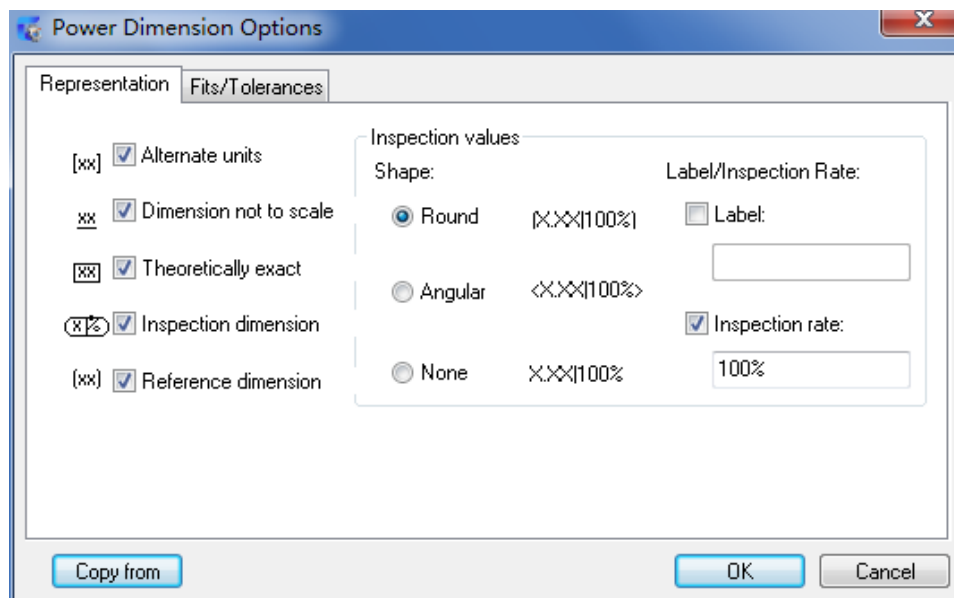 Power Dimension Options
X
Representation
Fits/Tolerances
[xx] Alternate units
xx Dimension not to scale
xx Theoretically exact
X % Inspection dimension
(xx) Reference dimension
Inspection values
Shape:
Label/Inspection Rate:
Round (X.XX|100%)
Label:
Angular <X.XX|100%>
Inspection rate:
None X.XX|100%
100%
Copy from
OK
Cancel